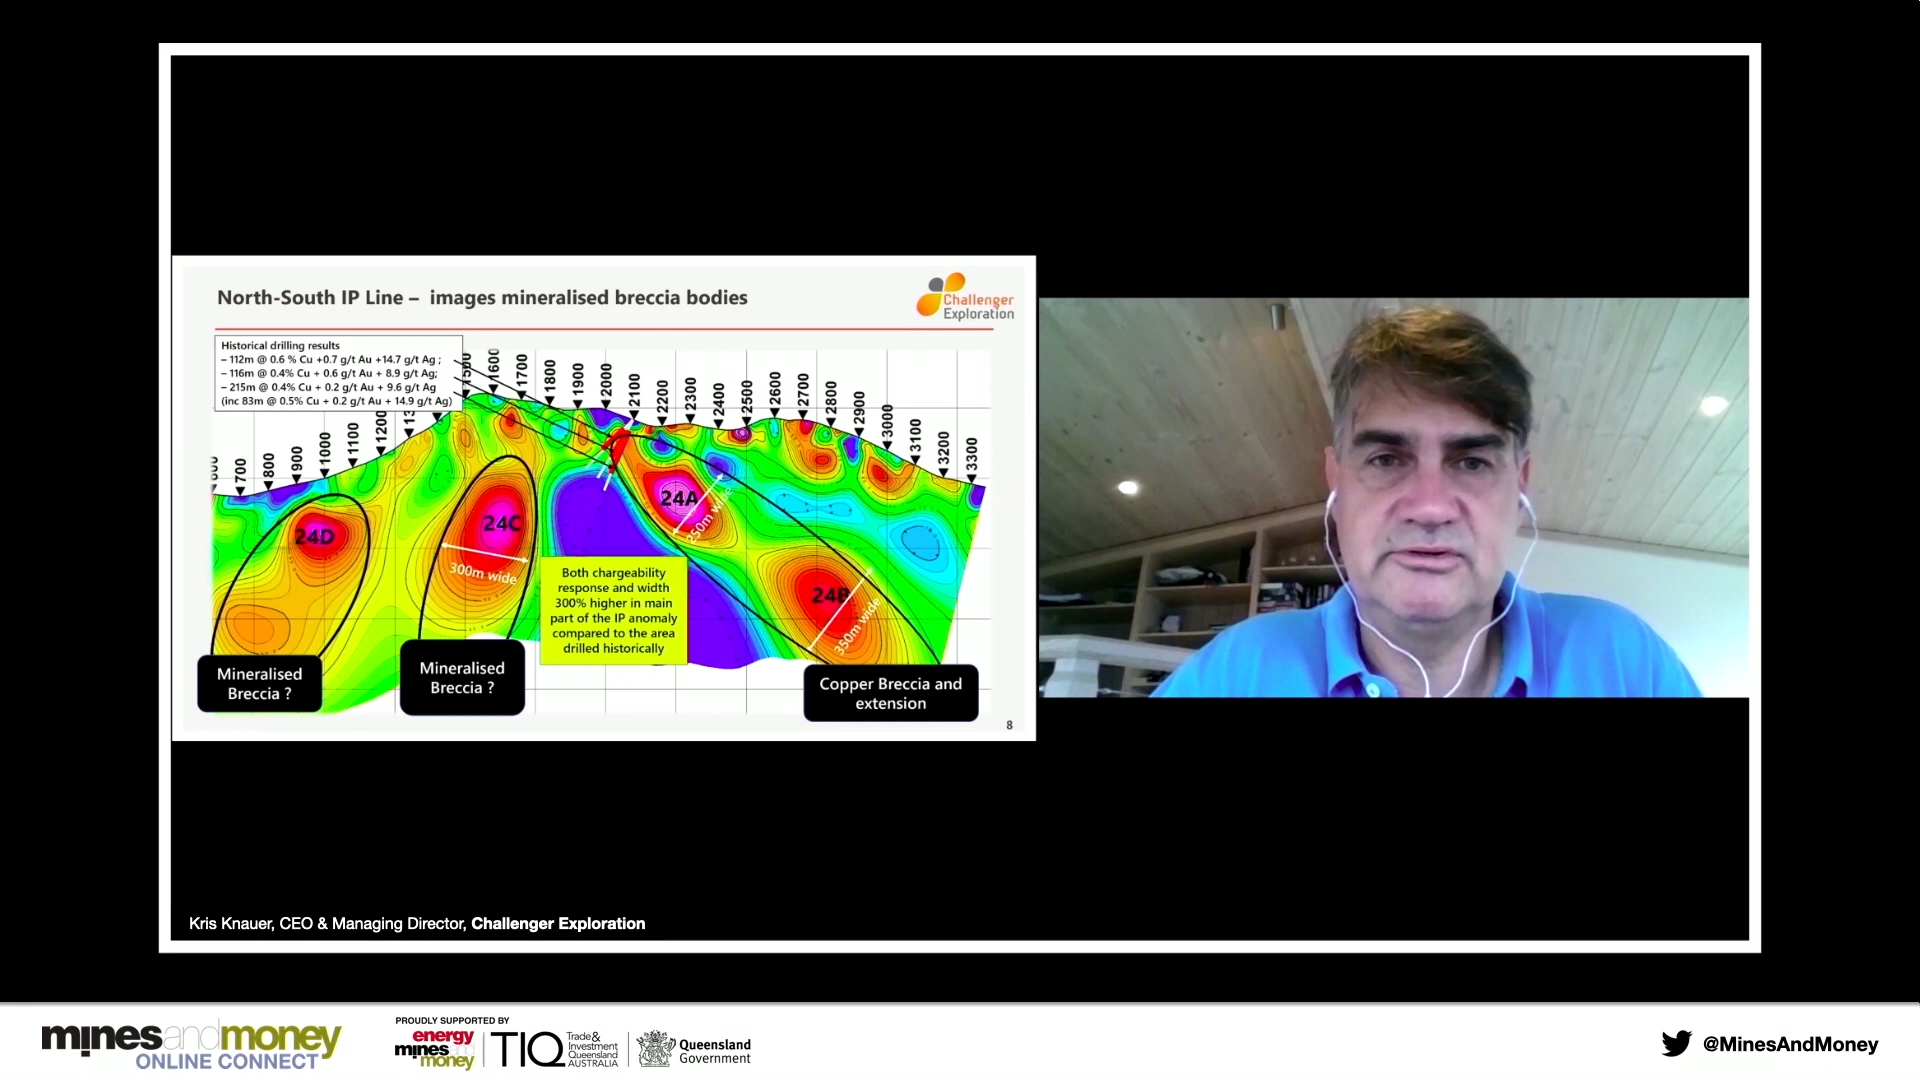 North-South IP Line – images mineralised breccia bodies
Challenger
Exploration
Historical drilling results
– 112m @ 0.6 % Cu +0.7 g/t Au +14.7 g/t Ag ;
– 116m @ 0.4% Cu + 0.6 g/t Au + 8.9 g/t Ag;
– 215m @ 0.4% Cu + 0.2 g/t Au + 9.6 g/t Ag
(inc 83m @ 0.5% Cu + 0.2 g/t Au + 14.9 g/t Ag)
700
800
900
1000
1100
1200
1600
1700
1800
1900
2000
2100
2200
2300
2400
2500
2600
2700
2800
2900
3000
3100
3200
3300
24D
24C
24A
24B
300m wide
250m
350m wide
Both chargeability
response and width
300% higher in main
part of the IP anomaly
compared to the area
drilled historically
Mineralised
Breccia ?
Mineralised
Breccia ?
Copper Breccia and
extension
8
Kris Knauer, CEO & Managing Director, Challenger Exploration
minesandmoney
ONLINE CONNECT
PROUDLY SUPPORTED BY
energy
mines and
money
TIQ
Trade &
Investment
Queensland
AUSTRALIA
Queensland
Government
@MinesAndMoney